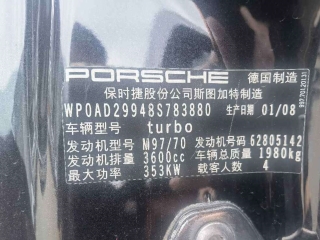 PORSCHE 德国制造
保时捷股份公司斯图加特制造
WP0AD29948S783880 生产日期 01/08
车辆型号 turbo
发动机型号 M97/70 发动机号码 62805142
发动机排量 3600cc 车辆总质量 1980kg
最大功率 353KW 载客人数 4